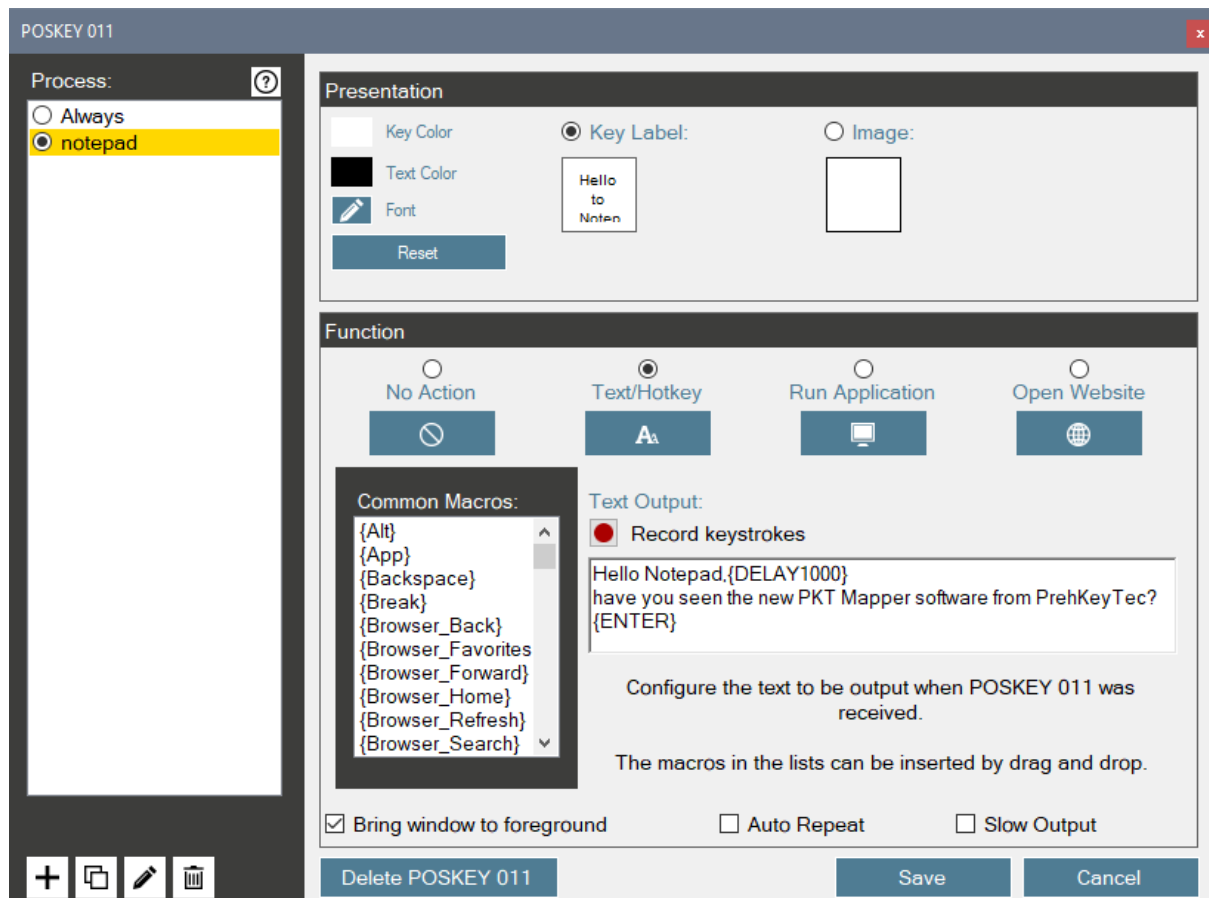 POSKEY 011
x
Process:
?
Always
notepad
Presentation
Key Color
Key Label:
Image:
Text Color
Hello
to
Notep
Font
Reset
Function
No Action
Text/Hotkey
Run Application
Open Website
AA
Common Macros:
{Alt}
{App}
{Backspace}
{Break}
{Browser_Back}
{Browser_Favorites
{Browser_Forward}
{Browser_Home}
{Browser_Refresh}
{Browser_Search}
Text Output:
Record keystrokes
Hello Notepad,{DELAY1000}
have you seen the new PKT Mapper software from PrehKeyTec?
{ENTER}
Configure the text to be output when POSKEY 011 was
received.
The macros in the lists can be inserted by drag and drop.
Bring window to foreground
Auto Repeat
Slow Output
Delete POSKEY 011
Save
Cancel